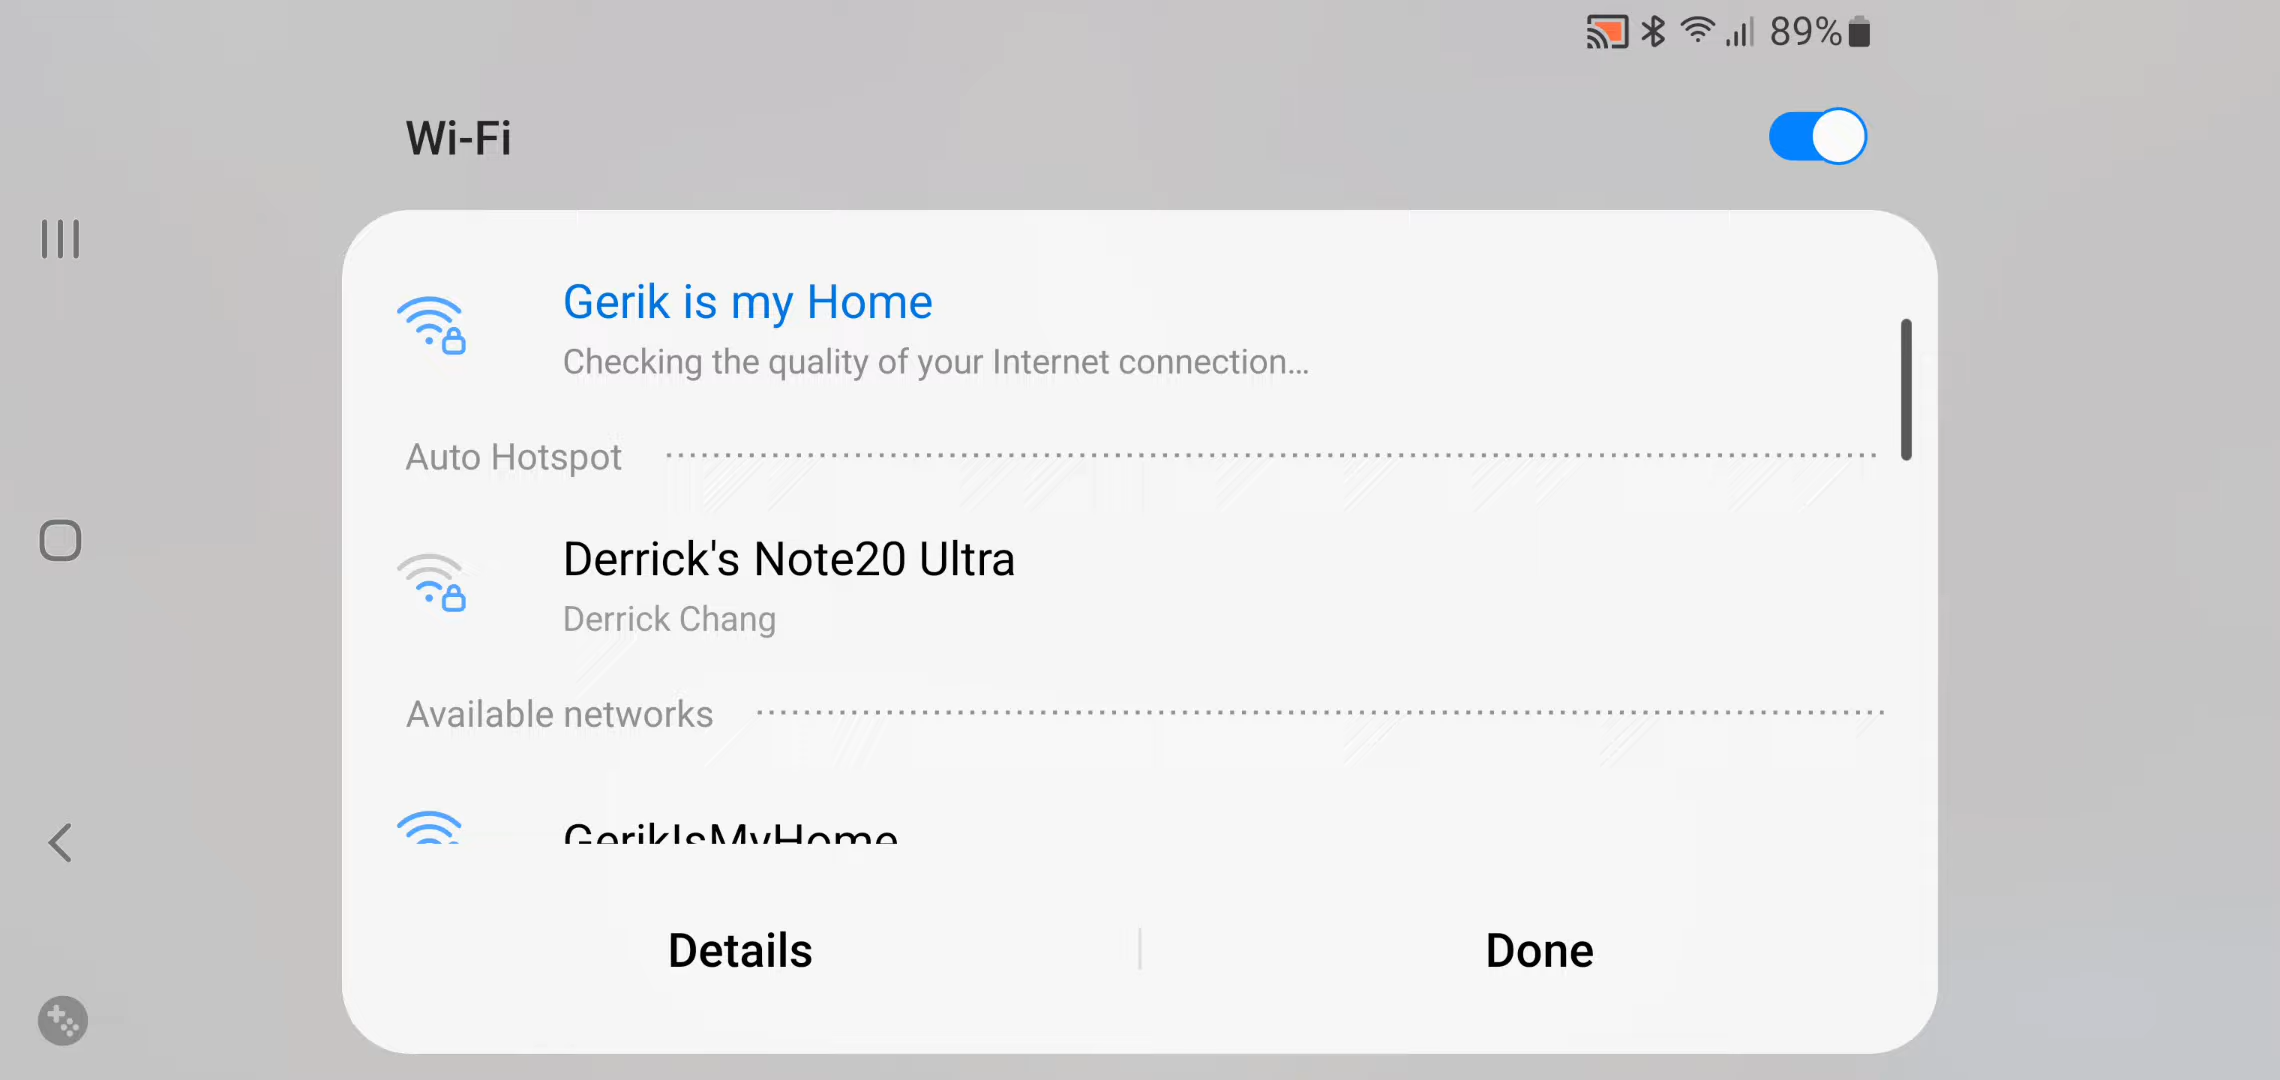 89%
Wi-Fi
Gerik is my Home
Checking the quality of your Internet connection...
Auto Hotspot
Derrick's Note20 Ultra
Derrick Chang
Available networks
GerikIsMyHome
Details
Done